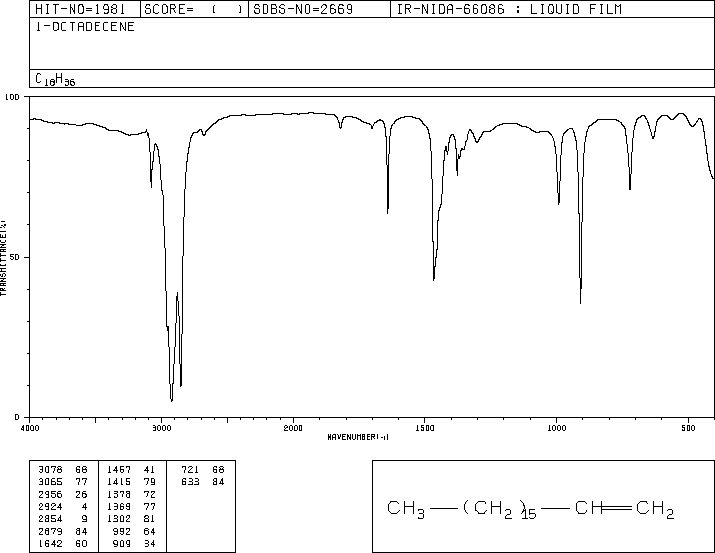 HIT-NO=1981 SCORE= ( ) SDBS-NO=2669 IR-NIDA-66086 : LIQUID FILM
1-OCTADECENE
C18H36
100
50
0
TRANSMITTANCE(%)
4000 3000 2000 1500 1000 500
WAVENUMBER(-1)
3078 68 1467 41 721 68
3065 77 1415 79 633 84
2956 26 1378 72
2924 4 1369 77
2854 9 1302 81
2679 84 992 64
1642 60 909 34
CH3—(CH2)15—CH=CH2